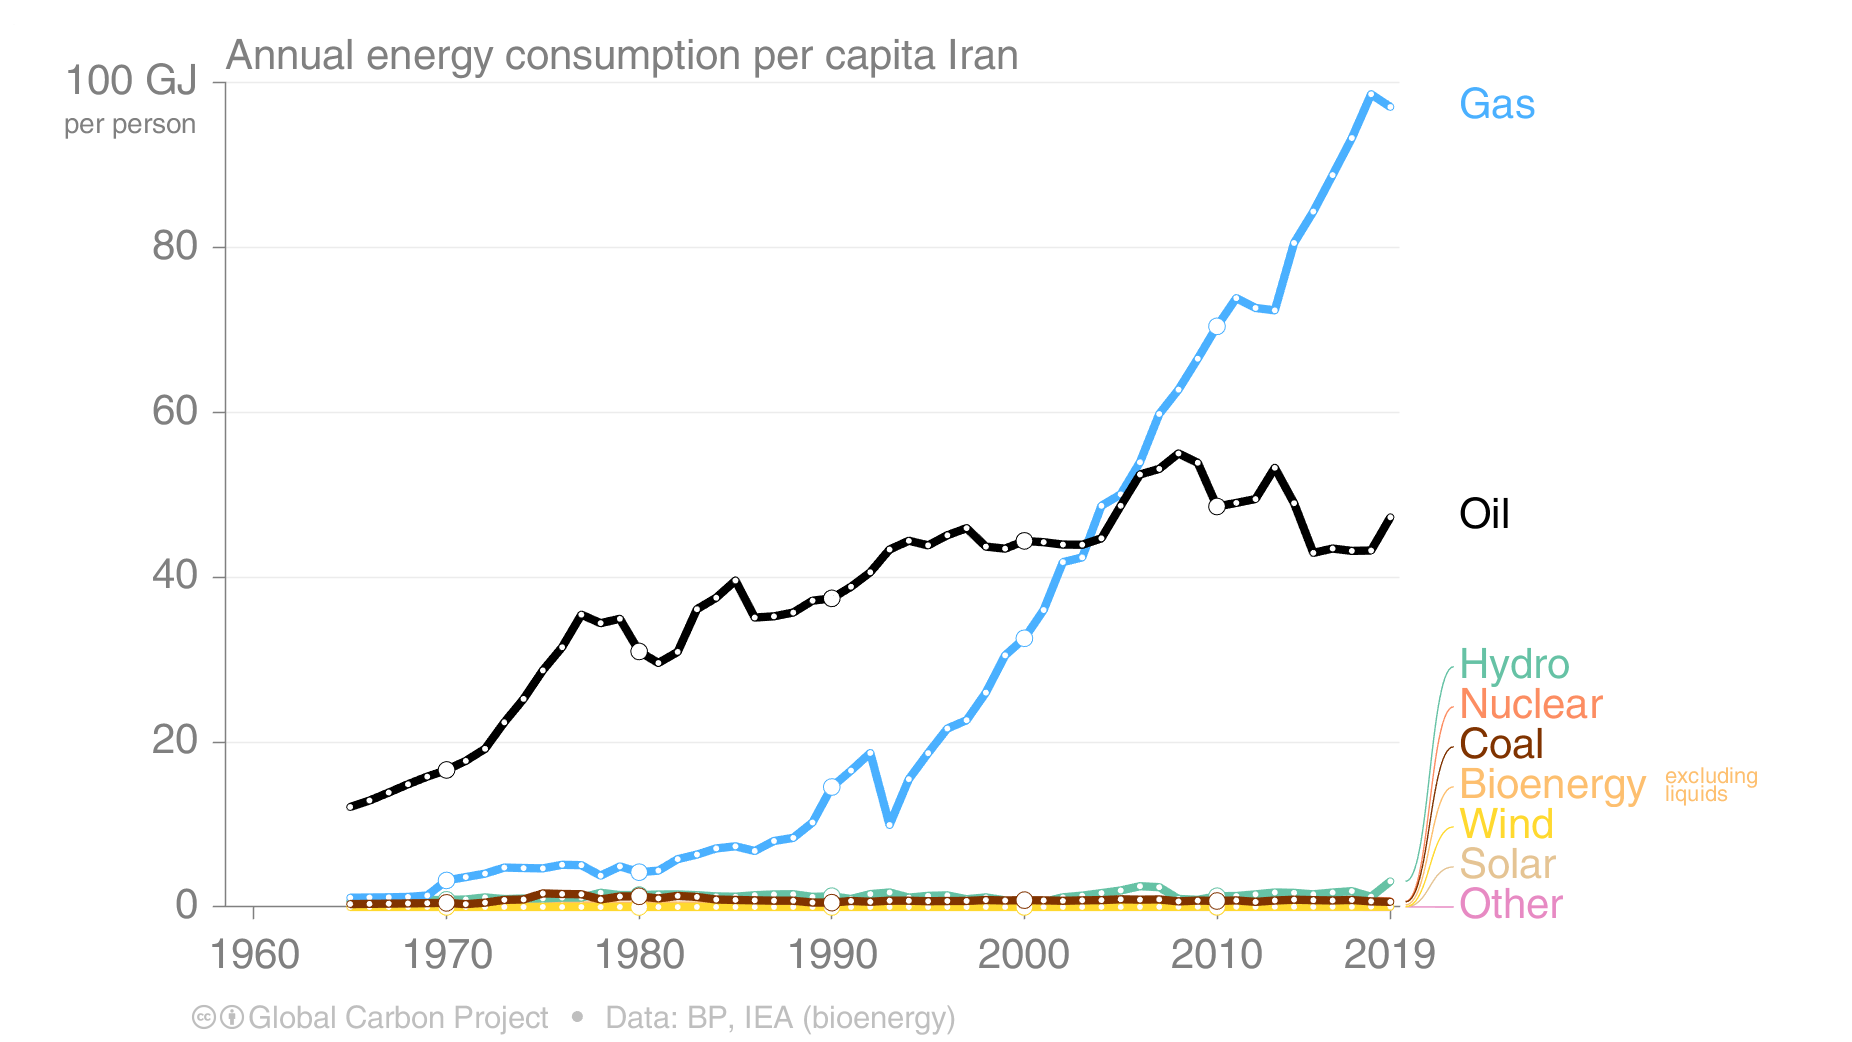 Annual energy consumption per capita Iran
100 GJ
per person
80
60
40
20
0
1960 1970 1980 1990 2000 2010 2019
Gas
Oil
Hydro
Nuclear
Coal
Bioenergy excluding liquids
Wind
Solar
Other
cc Global Carbon Project • Data: BP, IEA (bioenergy)